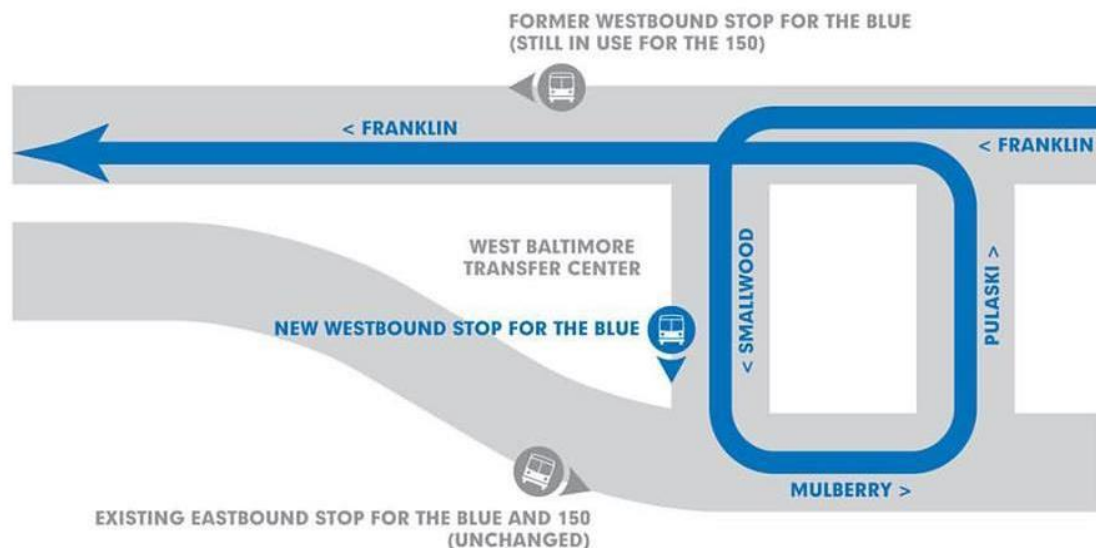 FORMER WESTBOUND STOP FOR THE BLUE
(STILL IN USE FOR THE 150)
< FRANKLIN
< FRANKLIN
WEST BALTIMORE
TRANSFER CENTER
NEW WESTBOUND STOP FOR THE BLUE
< SMALLWOOD
PULASKI >
MULBERRY >
EXISTING EASTBOUND STOP FOR THE BLUE AND 150
(UNCHANGED)